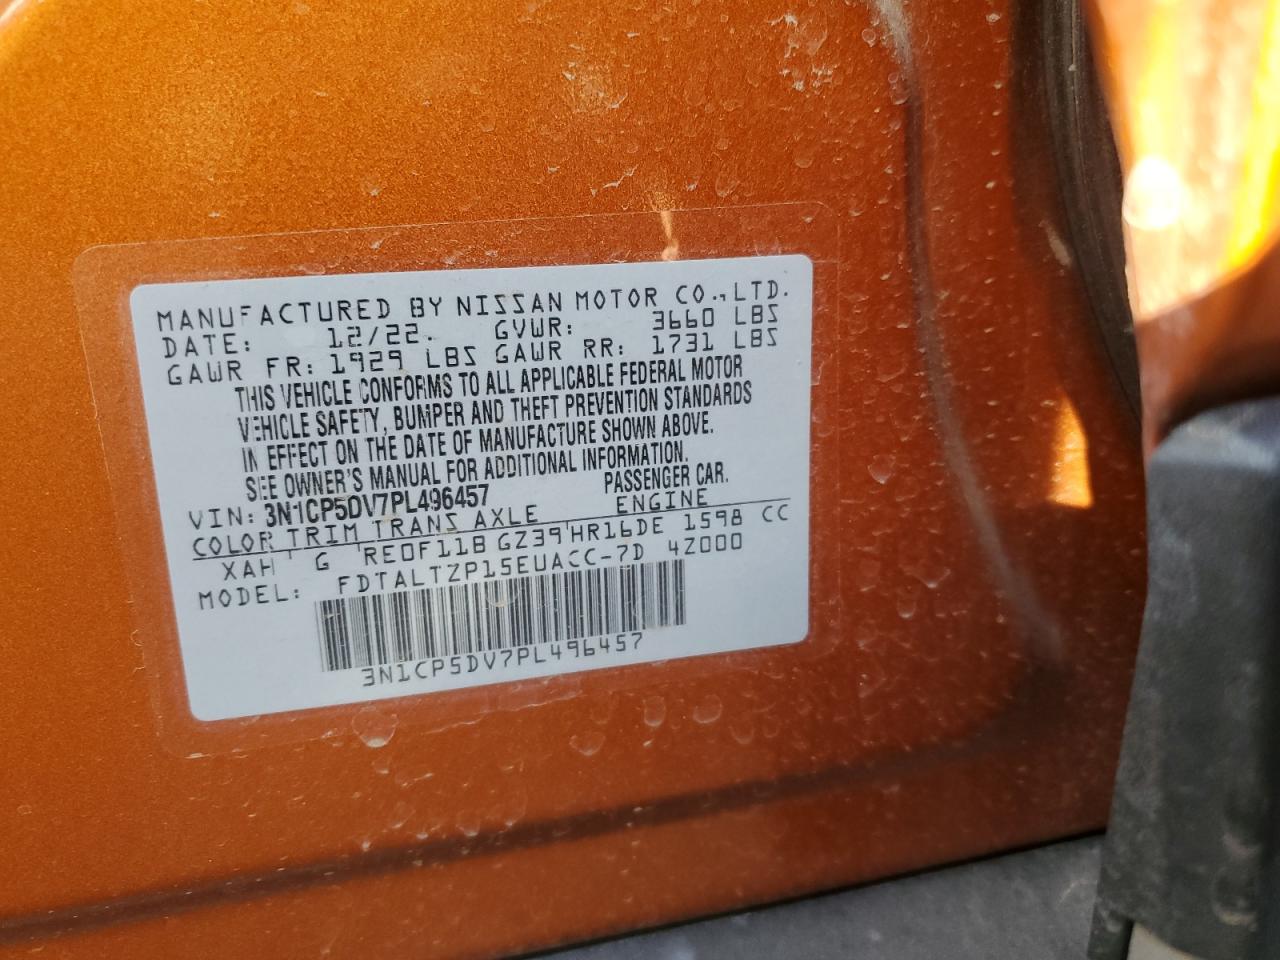 MANUFACTURED BY NISSAN MOTOR CO.,LTD.
DATE: 12/22. GVWR: 3660 LBS
GAWR FR: 1929 LBS GAWR RR: 1731 LBS
THIS VEHICLE CONFORMS TO ALL APPLICABLE FEDERAL MOTOR
VEHICLE SAFETY, BUMPER AND THEFT PREVENTION STANDARDS
IN EFFECT ON THE DATE OF MANUFACTURE SHOWN ABOVE.
SEE OWNER'S MANUAL FOR ADDITIONAL INFORMATION.
VIN: 3N1CP5DV7PL496457 PASSENGER CAR.
COLOR TRIM TRANS AXLE ENGINE
XAH G RE0F11B GZ39 HR16DE 1598 CC
MODEL: FDTALTZP15EUACC-7D 4Z000
3N1CP5DV7PL496457